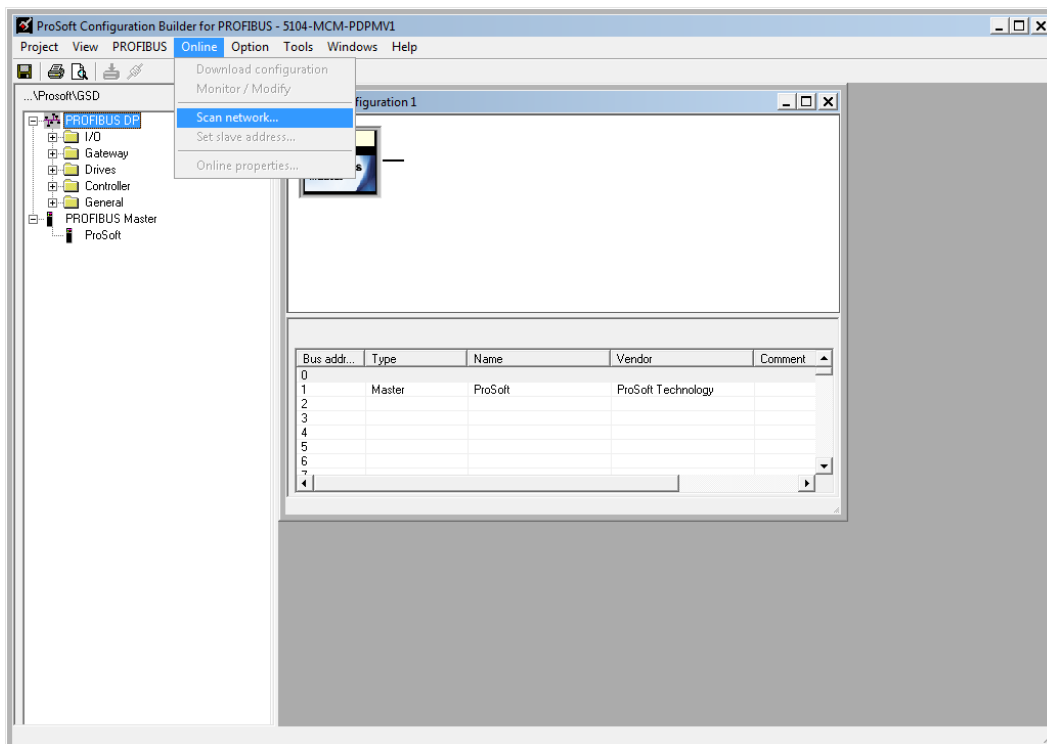 ProSoft Configuration Builder for PROFIBUS - 5104-MCM-PDPMV1
Project View PROFIBUS Online Option Tools Windows Help
Download configuration
Monitor / Modify
Scan network...
Set slave address...
Online properties...
...\Prosoft\GSD
PROFIBUS DP
I/O
Gateway
Drives
Controller
General
PROFIBUS Master
ProSoft
figuration 1
s
Bus addr... Type Name Vendor Comment
0
1 Master ProSoft ProSoft Technology
2
3
4
5
6
7